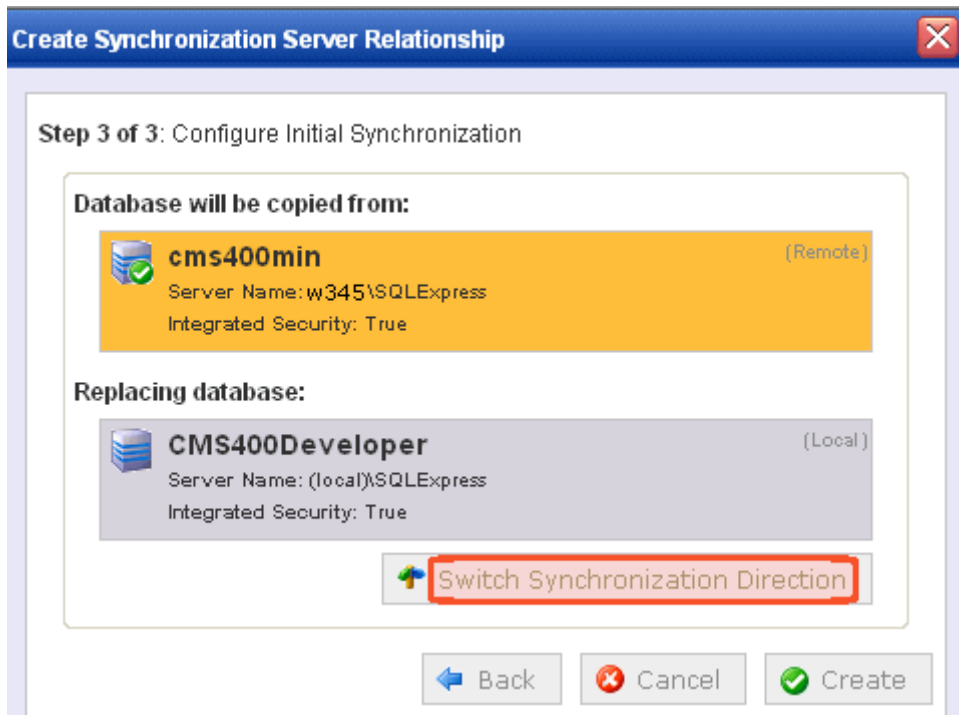 Create Synchronization Server Relationship
Step 3 of 3: Configure Initial Synchronization
Database will be copied from:
cms400min (Remote)
Server Name: w345\SQLExpress
Integrated Security: True
Replacing database:
CMS400Developer (Local)
Server Name: (local)\SQLExpress
Integrated Security: True
Switch Synchronization Direction
Back Cancel Create